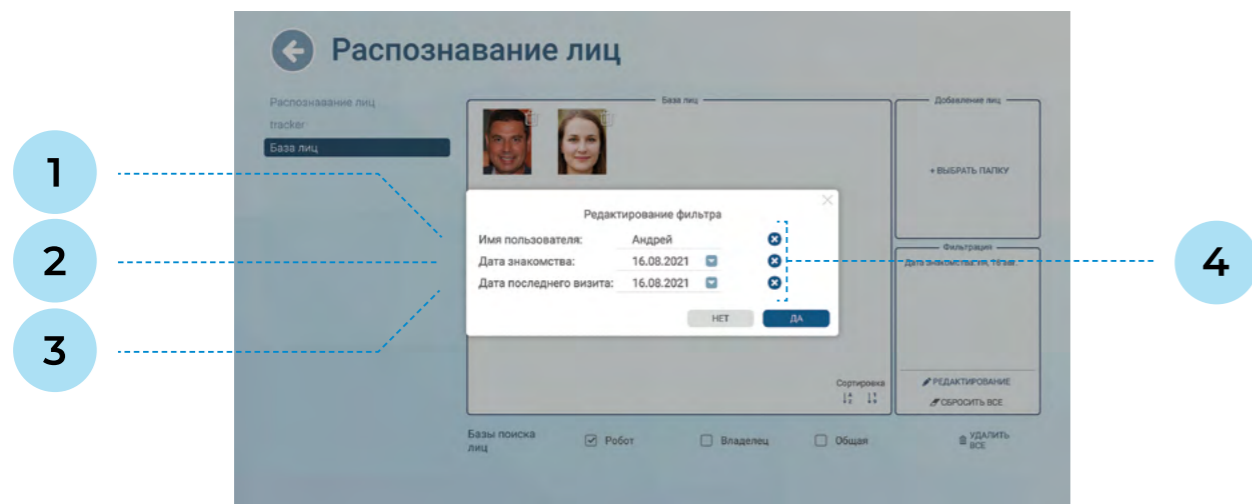 Распознавание лиц
Распознавание лиц
tracker
База лиц
База лиц
Добавление лиц
+ ВЫБРАТЬ ПАПКУ
1
2
3
4
Редактирование фильтра
Имя пользователя: Андрей
Дата знакомства: 16.08.2021
Дата последнего визита: 16.08.2021
НЕТ ДА
Фильтрация
Дата знакомства:
Сортировка
РЕДАКТИРОВАНИЕ
СБРОСИТЬ ВСЕ
Базы поиска
лиц
Робот
Владелец
Общая
УДАЛИТЬ
ВСЕ